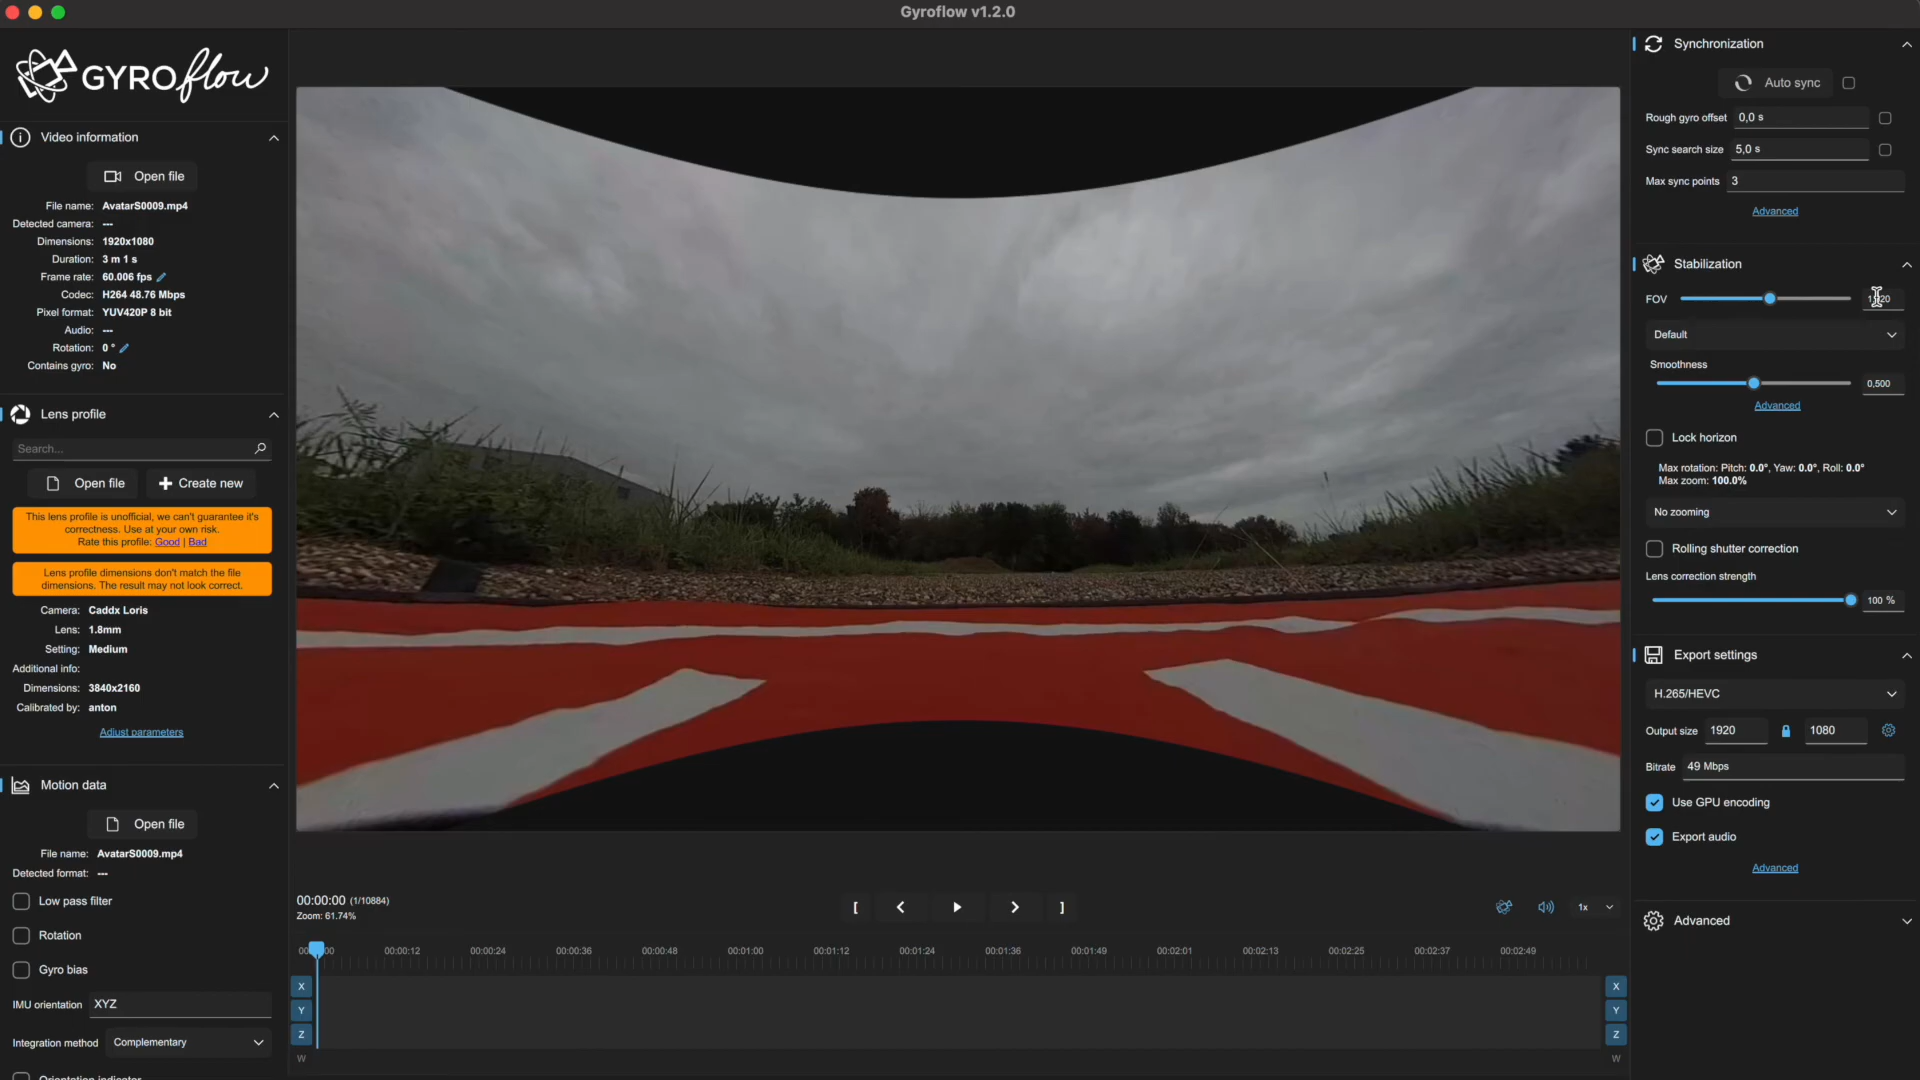 Gyroflow v1.2.0
GYROflow
Video information
Open file
File name: AvatarS0009.mp4
Detected camera: ---
Dimensions: 1920x1080
Duration: 3 m 1 s
Frame rate: 60.006 fps
Codec: H264 48.76 Mbps
Pixel format: YUV420P 8 bit
Audio: ---
Rotation: 0 °
Contains gyro: No
Lens profile
Search...
Open file
Create new
This lens profile is unofficial, we can't guarantee it's
correctness. Use at your own risk.
Rate this profile: Good | Bad
Lens profile dimensions don't match the file
dimensions. The result may not look correct.
Camera: Caddx Loris
Lens: 1.8mm
Setting: Medium
Additional info:
Dimensions: 3840x2160
Calibrated by: anton
Adjust parameters
Motion data
Open file
File name: AvatarS0009.mp4
Detected format: ---
Low pass filter
Rotation
Gyro bias
IMU orientation XYZ
Integration method Complementary
Orientation indicator
00:00:00 (1/10884)
Zoom: 61.74%
[ ]
1x
00:00:12 00:00:24 00:00:36 00:00:48 00:01:00 00:01:12 00:01:24 00:01:36 00:01:49 00:02:01 00:02:13 00:02:25 00:02:37 00:02:49
X X
Y Y
Z Z
W W
Synchronization
Auto sync
Rough gyro offset 0,0 s
Sync search size 5,0 s
Max sync points 3
Advanced
Stabilization
FOV
Default
Smoothness
0,500
Advanced
Lock horizon
Max rotation: Pitch: 0.0°, Yaw: 0.0°, Roll: 0.0°
Max zoom: 100.0%
No zooming
Rolling shutter correction
Lens correction strength
100 %
Export settings
H.265/HEVC
Output size 1920 1080
Bitrate 49 Mbps
Use GPU encoding
Export audio
Advanced
Advanced